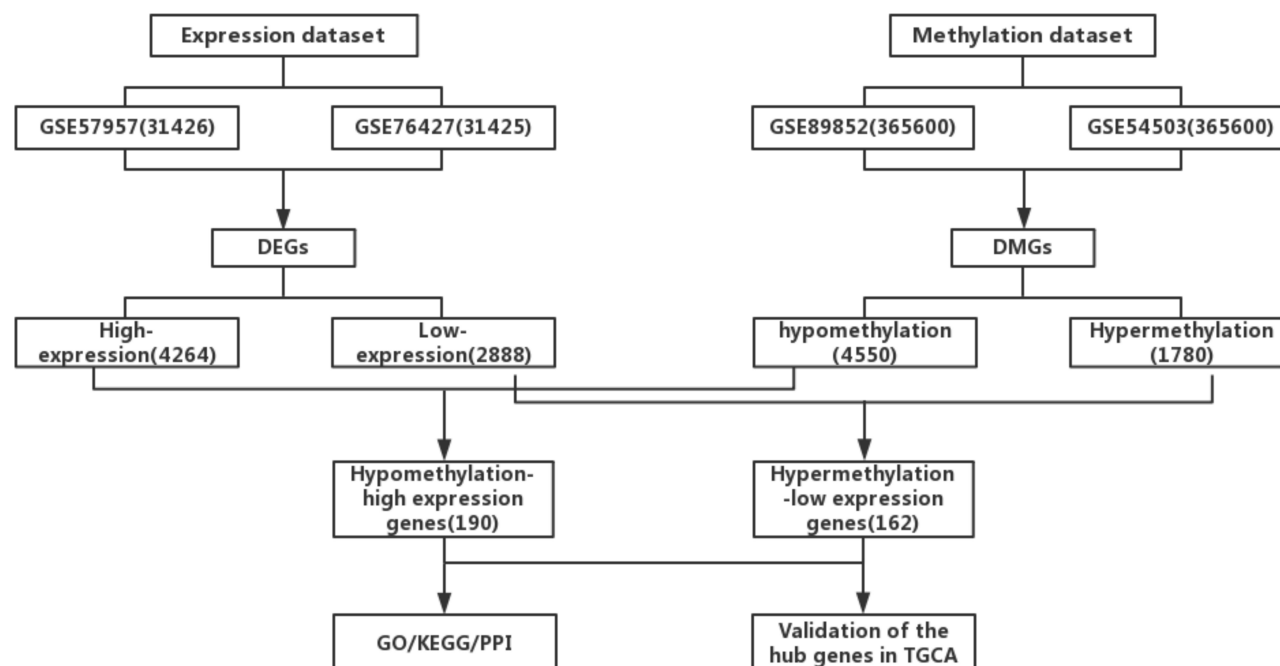 Expression dataset
Methylation dataset
GSE57957(31426)
GSE76427(31425)
GSE89852(365600)
GSE54503(365600)
DEGs
DMGs
High-
expression(4264)
Low-
expression(2888)
hypomethylation
(4550)
Hypermethylation
(1780)
Hypomethylation-
high expression
genes(190)
Hypermethylation
-low expression
genes(162)
GO/KEGG/PPI
Validation of the
hub genes in TGCA